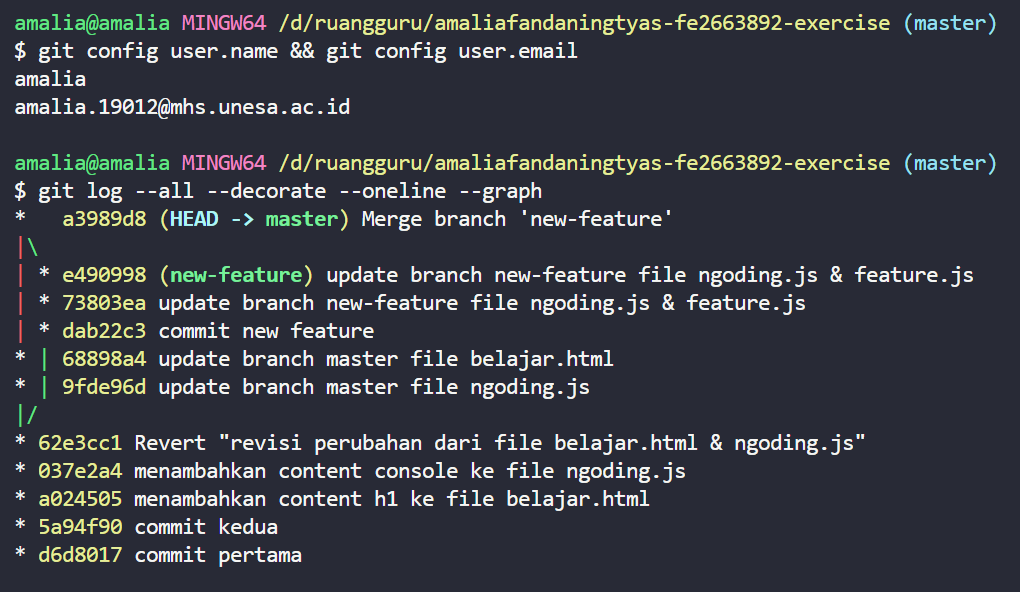 amalia@amalia MINGW64 /d/ruangguru/amaliafandaningtyas-fe2663892-exercise (master)
$ git config user.name && git config user.email
amalia
amalia.19012@mhs.unesa.ac.id
amalia@amalia MINGW64 /d/ruangguru/amaliafandaningtyas-fe2663892-exercise (master)
$ git log --all --decorate --oneline --graph
*   a3989d8 (HEAD -> master) Merge branch 'new-feature'
|\
| * e490998 (new-feature) update branch new-feature file ngoding.js & feature.js
| * 73803ea update branch new-feature file ngoding.js & feature.js
| * dab22c3 commit new feature
* | 68898a4 update branch master file belajar.html
* | 9fde96d update branch master file ngoding.js
|/
* 62e3cc1 Revert "revisi perubahan dari file belajar.html & ngoding.js"
* 037e2a4 menambahkan content console ke file ngoding.js
* a024505 menambahkan content h1 ke file belajar.html
* 5a94f90 commit kedua
* d6d8017 commit pertama